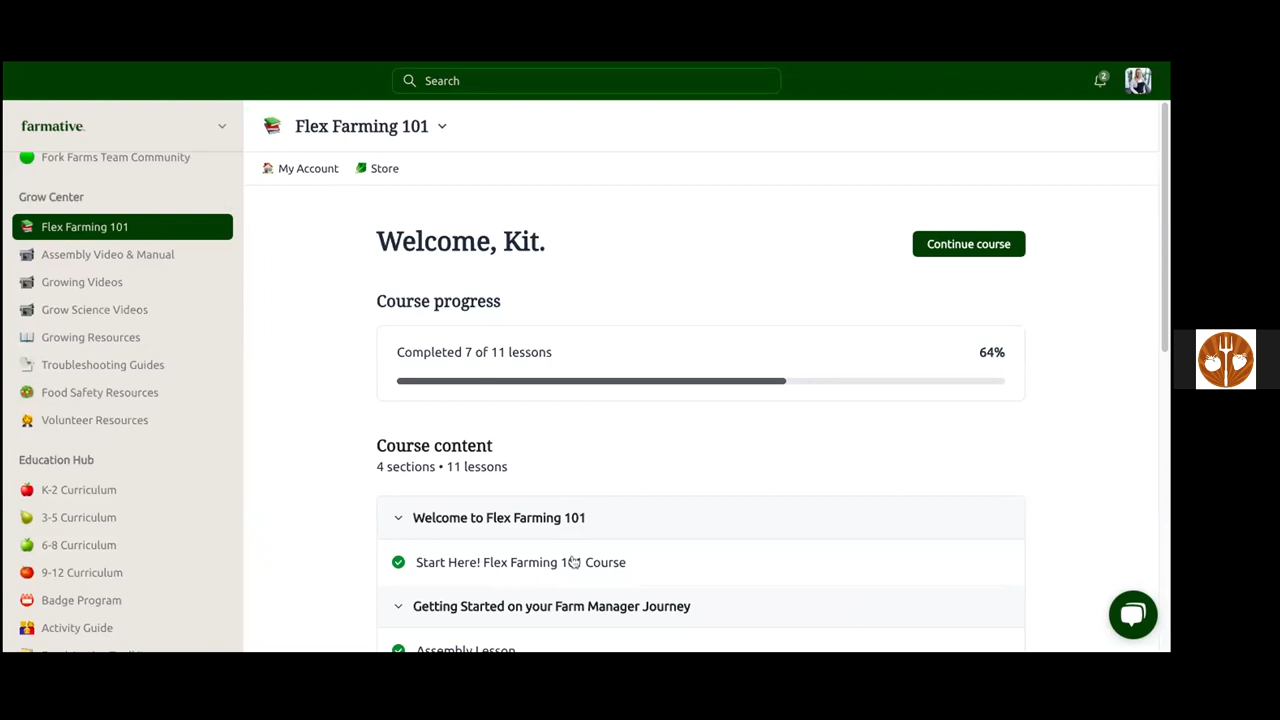 Search
2
farmative.
Flex Farming 101
Fork Farms Team Community
My Account
Store
Grow Center
Flex Farming 101
Assembly Video & Manual
Growing Videos
Grow Science Videos
Growing Resources
Troubleshooting Guides
Food Safety Resources
Volunteer Resources
Education Hub
K-2 Curriculum
3-5 Curriculum
6-8 Curriculum
9-12 Curriculum
Badge Program
Activity Guide
Welcome, Kit.
Continue course
Course progress
Completed 7 of 11 lessons
64%
Course content
4 sections • 11 lessons
Welcome to Flex Farming 101
Start Here! Flex Farming 101 Course
Getting Started on your Farm Manager Journey
Assembly Lesson